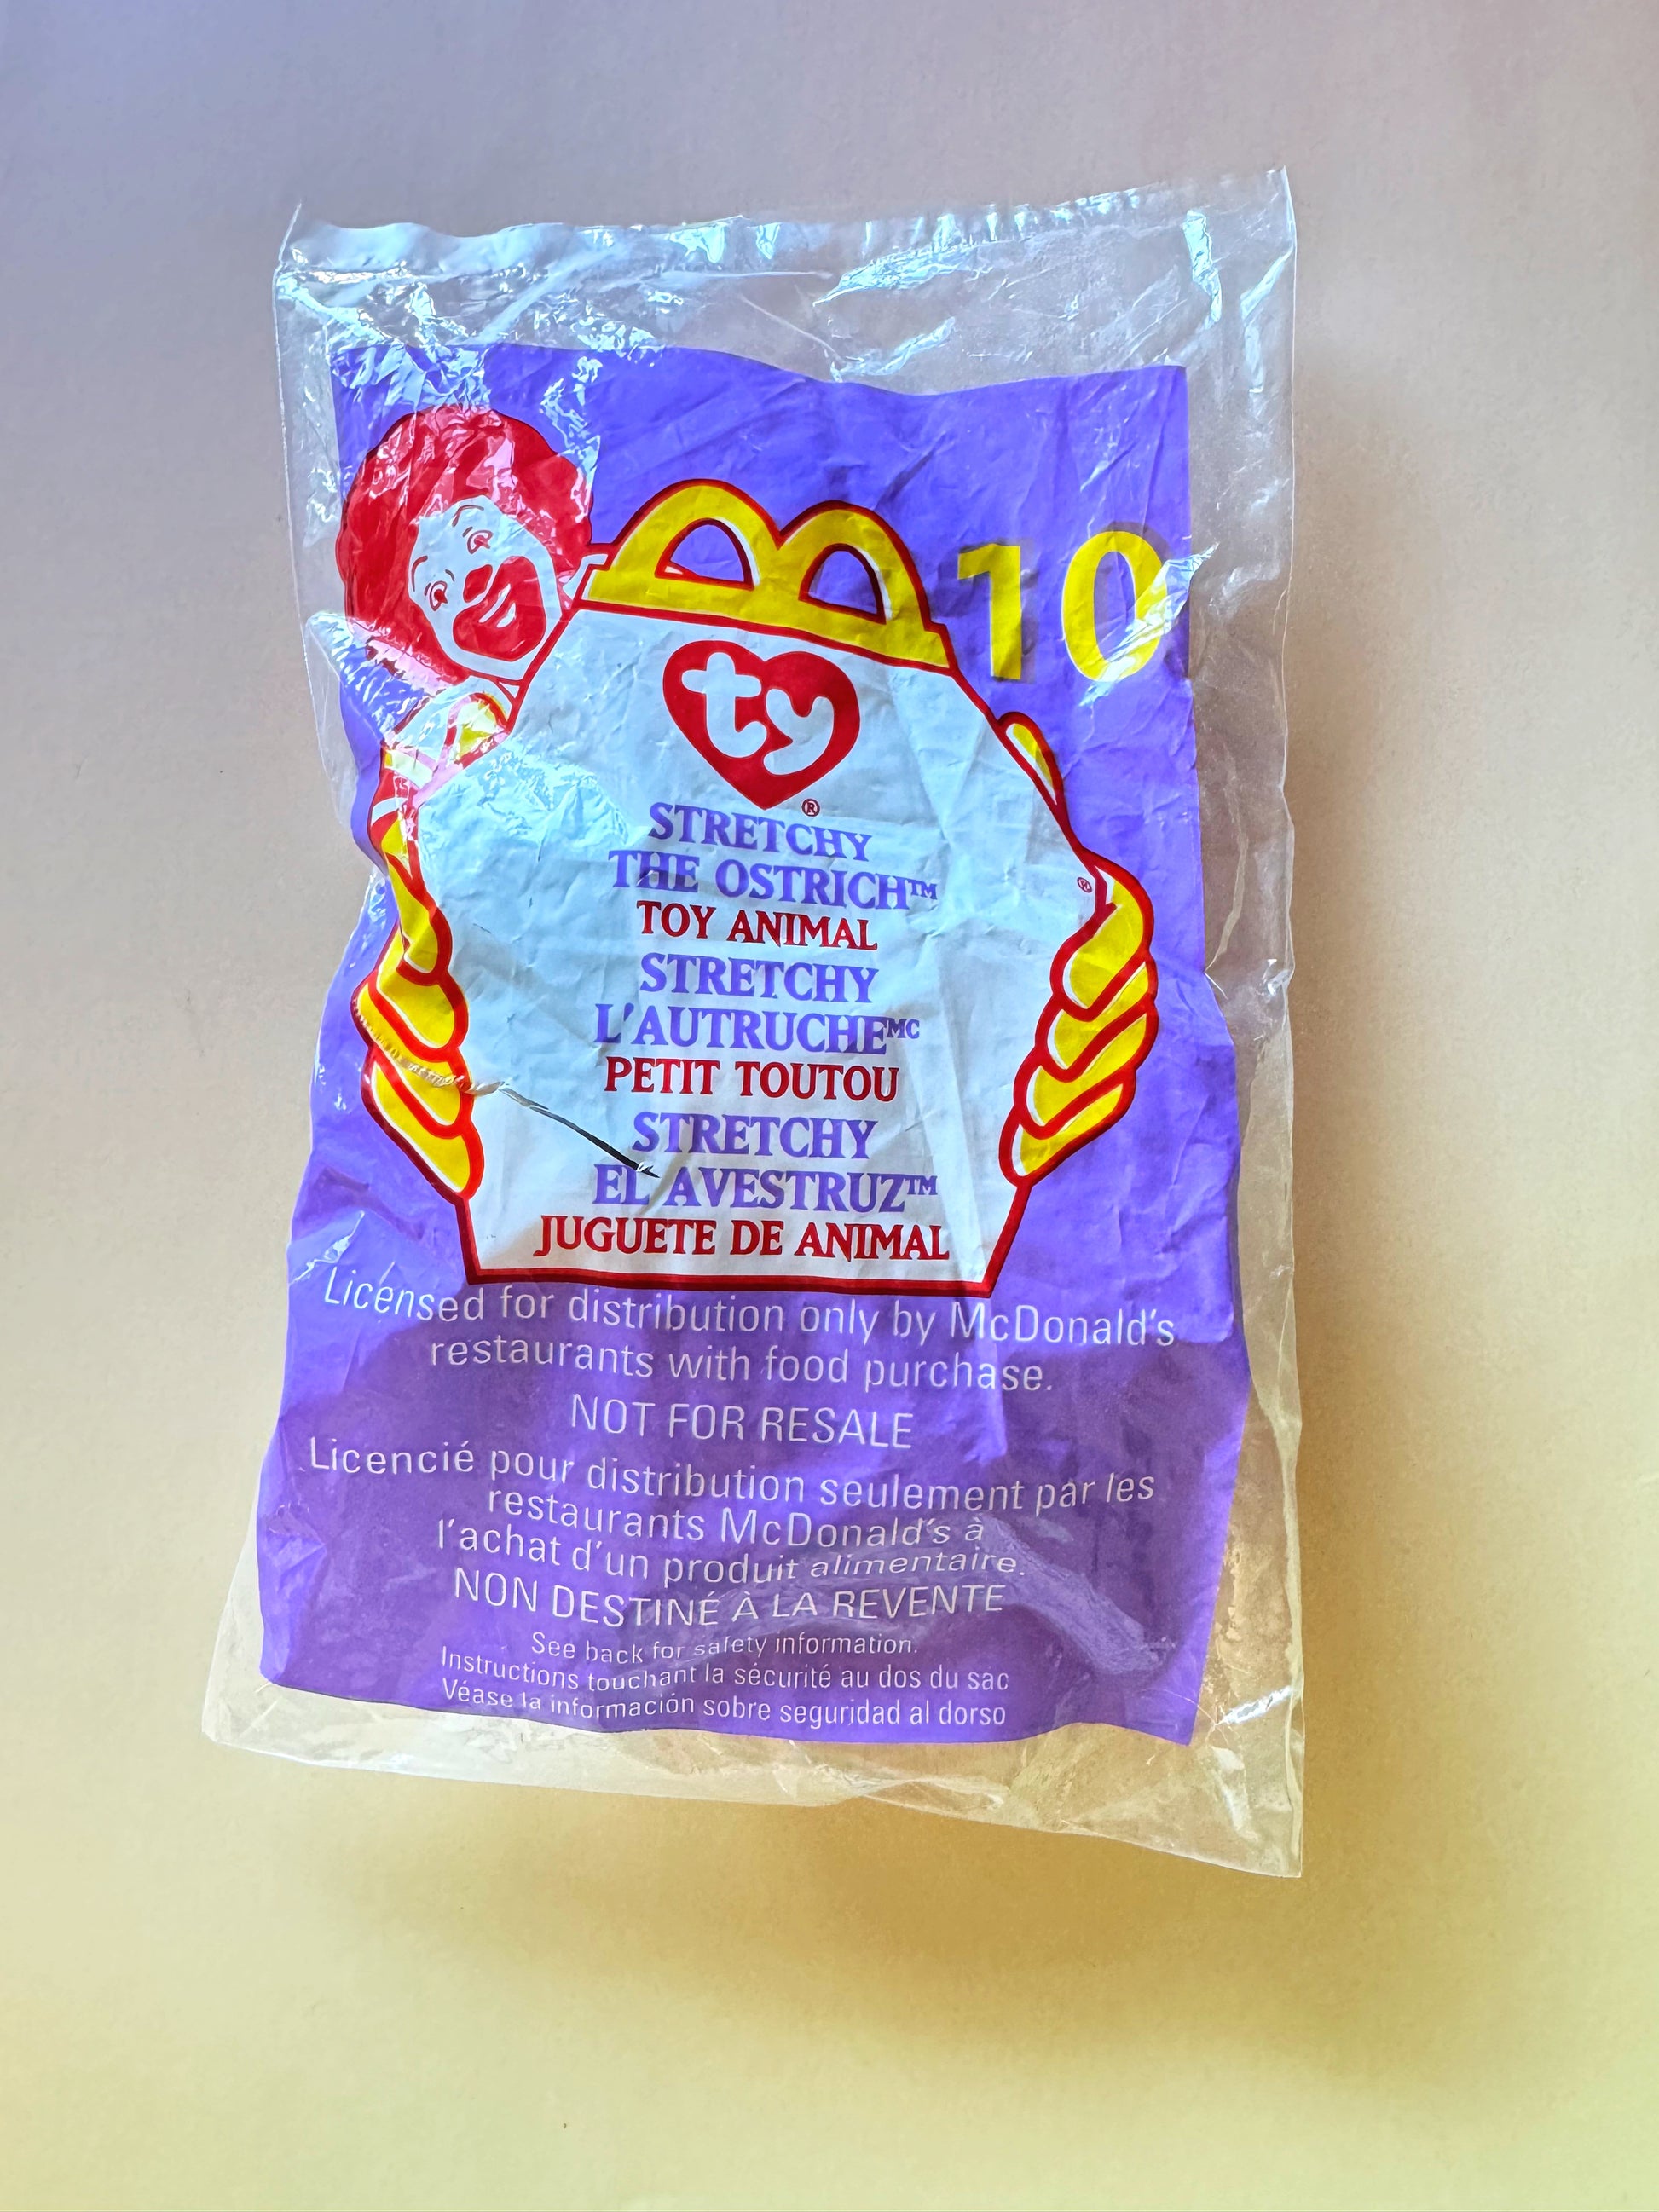 10
ty®
STRETCHY
THE OSTRICH™
TOY ANIMAL
®
STRETCHY
L'AUTRUCHEMC
PETIT TOUTOU
STRETCHY
EL AVESTRUZ™
JUGUETE DE ANIMAL
Licensed for distribution only by McDonald's
restaurants with food purchase.
NOT FOR RESALE
Licencié pour distribution seulement par les
restaurants McDonald's à
l'achat d'un produit alimentaire.
NON DESTINÉ À LA REVENTE
See back for safety information.
Instructions touchant la sécurité au dos du sac
Véase la información sobre seguridad al dorso